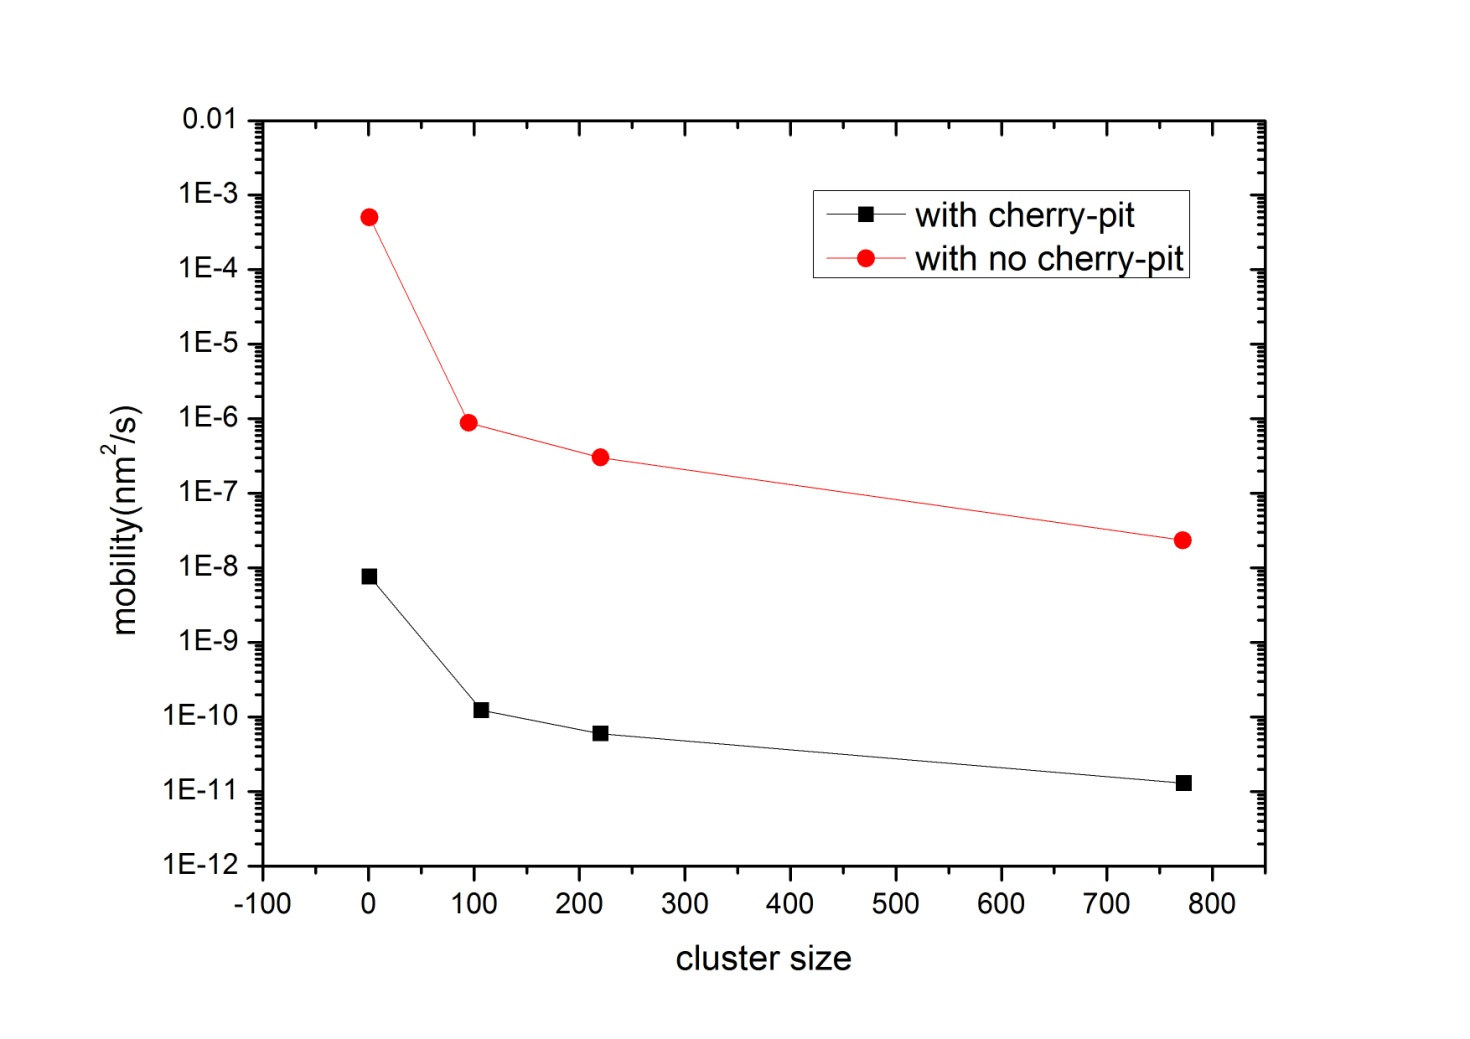 0.01
1E-3
1E-4
1E-5
1E-6
1E-7
1E-8
1E-9
1E-10
1E-11
1E-12
mobility(nm²/s)
with cherry-pit
with no cherry-pit
-100 0 100 200 300 400 500 600 700 800
cluster size